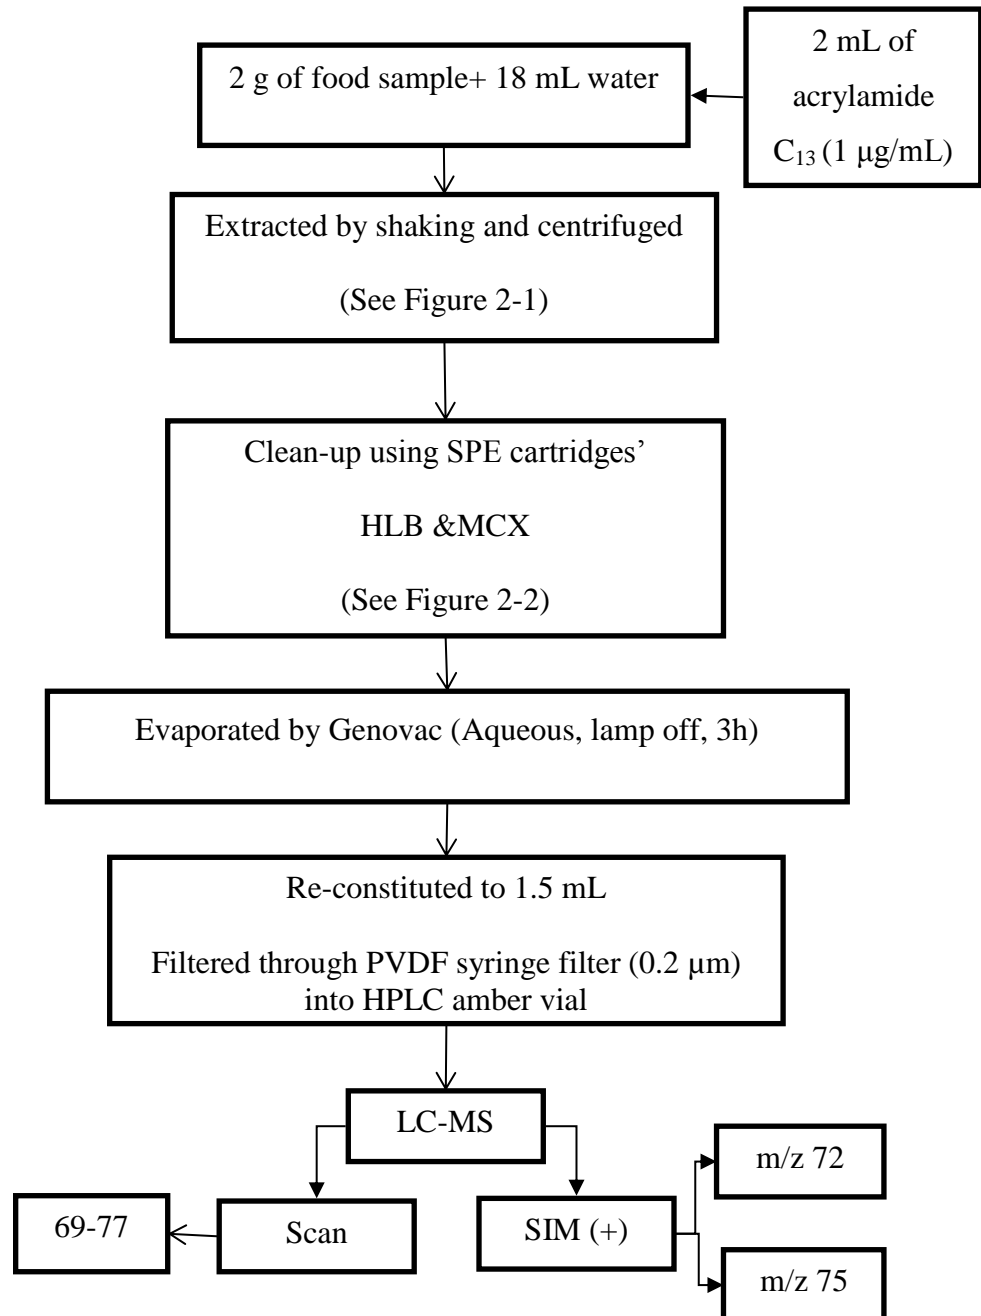 2 g of food sample+ 18 mL water
2 mL of
acrylamide
C₁₃ (1 µg/mL)
Extracted by shaking and centrifuged
(See Figure 2-1)
Clean-up using SPE cartridges’
HLB &MCX
(See Figure 2-2)
Evaporated by Genovac (Aqueous, lamp off, 3h)
Re-constituted to 1.5 mL
Filtered through PVDF syringe filter (0.2 µm)
into HPLC amber vial
LC-MS
69-77
Scan
SIM (+)
m/z 72
m/z 75